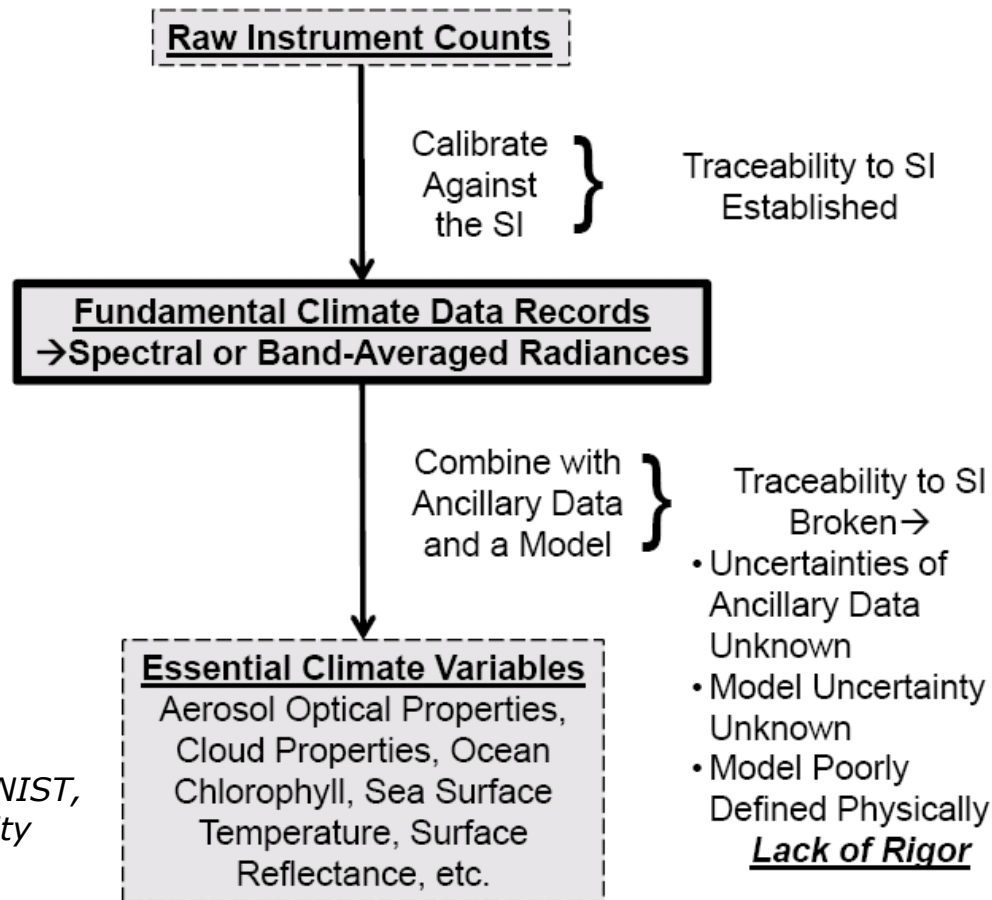 Raw Instrument Counts
Calibrate
Against
the SI
}
Traceability to SI
Established
Fundamental Climate Data Records
→Spectral or Band-Averaged Radiances
Combine with
Ancillary Data
and a Model
}
Traceability to SI
Broken→
• Uncertainties of
Ancillary Data
Unknown
• Model Uncertainty
Unknown
• Model Poorly
Defined Physically
Lack of Rigor
Essential Climate Variables
Aerosol Optical Properties,
Cloud Properties, Ocean
Chlorophyll, Sea Surface
Temperature, Surface
Reflectance, etc.
NIST,